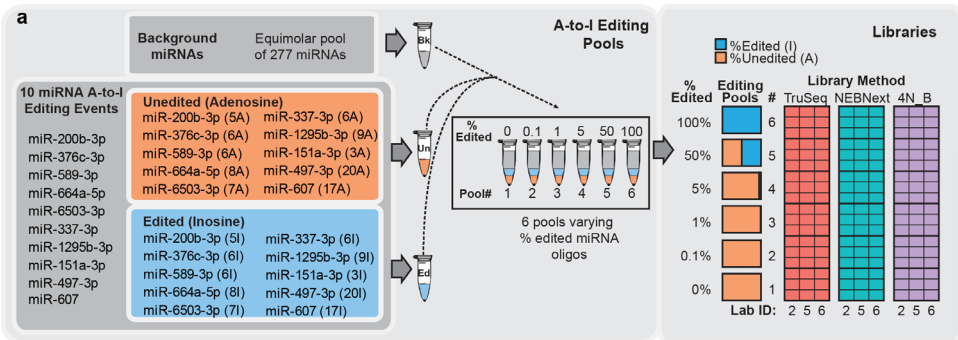 a
Background miRNAs
Equimolar pool of 277 miRNAs
Bk
A-to-I Editing Pools
10 miRNA A-to-I Editing Events
miR-200b-3p
miR-376c-3p
miR-589-3p
miR-664a-5p
miR-6503-3p
miR-337-3p
miR-1295b-3p
miR-151a-3p
miR-497-3p
miR-607
Unedited (Adenosine)
miR-200b-3p (5A) miR-337-3p (6A)
miR-376c-3p (6A) miR-1295b-3p (9A)
miR-589-3p (6A) miR-151a-3p (3A)
miR-664a-5p (8A) miR-497-3p (20A)
miR-6503-3p (7A) miR-607 (17A)
Un
Edited (Inosine)
miR-200b-3p (5I) miR-337-3p (6I)
miR-376c-3p (6I) miR-1295b-3p (9I)
miR-589-3p (6I) miR-151a-3p (3I)
miR-664a-5p (8I) miR-497-3p (20I)
miR-6503-3p (7I) miR-607 (17I)
Ed
% Edited
0 0.1 1 5 50 100
Pool# 1 2 3 4 5 6
6 pools varying
% edited miRNA
oligos
Libraries
%Edited (I)
%Unedited (A)
% Edited
Editing Pools
#
Library Method
TruSeq NEBNext 4N_B
100% 6
50% 5
5% 4
1% 3
0.1% 2
0% 1
Lab ID: 2 5 6 2 5 6 2 5 6